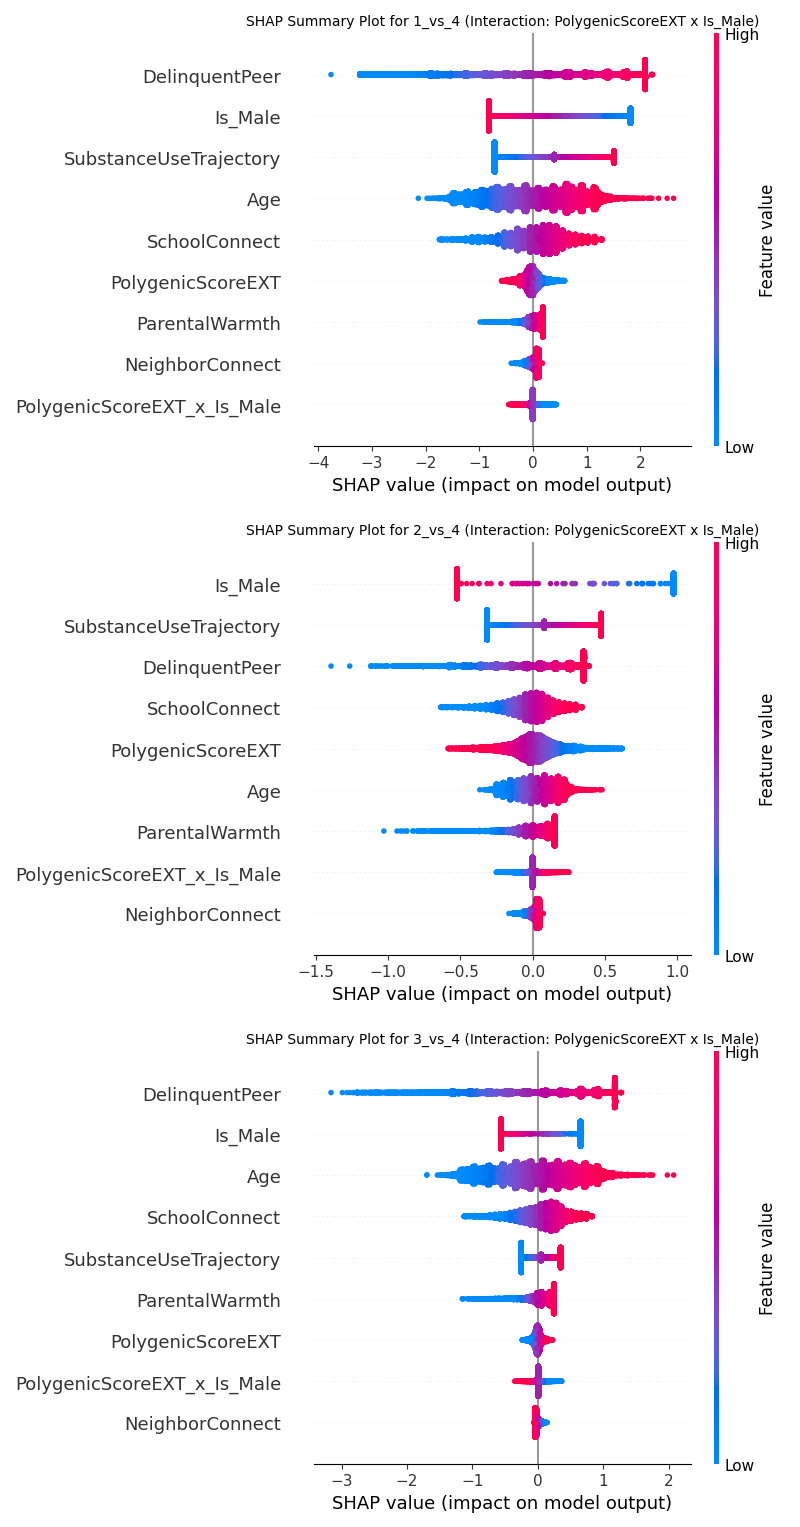 SHAP Summary Plot for 1_vs_4 (Interaction: PolygenicScoreEXT x Is_Male)
High
DelinquentPeer
Is_Male
SubstanceUseTrajectory
Age
SchoolConnect
PolygenicScoreEXT
ParentalWarmth
NeighborConnect
PolygenicScoreEXT_x_Is_Male
Feature value
Low
−4 −3 −2 −1 0 1 2
SHAP value (impact on model output)
SHAP Summary Plot for 2_vs_4 (Interaction: PolygenicScoreEXT x Is_Male)
High
Is_Male
SubstanceUseTrajectory
DelinquentPeer
SchoolConnect
PolygenicScoreEXT
Age
ParentalWarmth
PolygenicScoreEXT_x_Is_Male
NeighborConnect
Feature value
Low
−1.5 −1.0 −0.5 0.0 0.5 1.0
SHAP value (impact on model output)
SHAP Summary Plot for 3_vs_4 (Interaction: PolygenicScoreEXT x Is_Male)
High
DelinquentPeer
Is_Male
Age
SchoolConnect
SubstanceUseTrajectory
ParentalWarmth
PolygenicScoreEXT
PolygenicScoreEXT_x_Is_Male
NeighborConnect
Feature value
Low
−3 −2 −1 0 1 2
SHAP value (impact on model output)